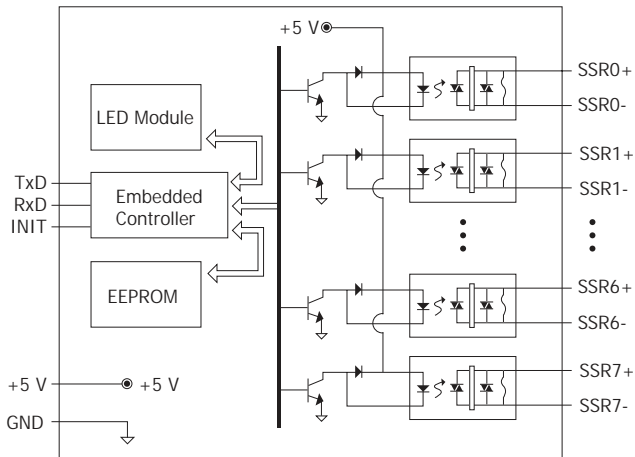 +5 V
SSR0+
LED Module
SSR0-
SSR1+
TxD
RxD
INIT
Embedded
Controller
SSR1-
EEPROM
SSR6+
SSR6-
+5 V
+5 V
SSR7+
GND
SSR7-